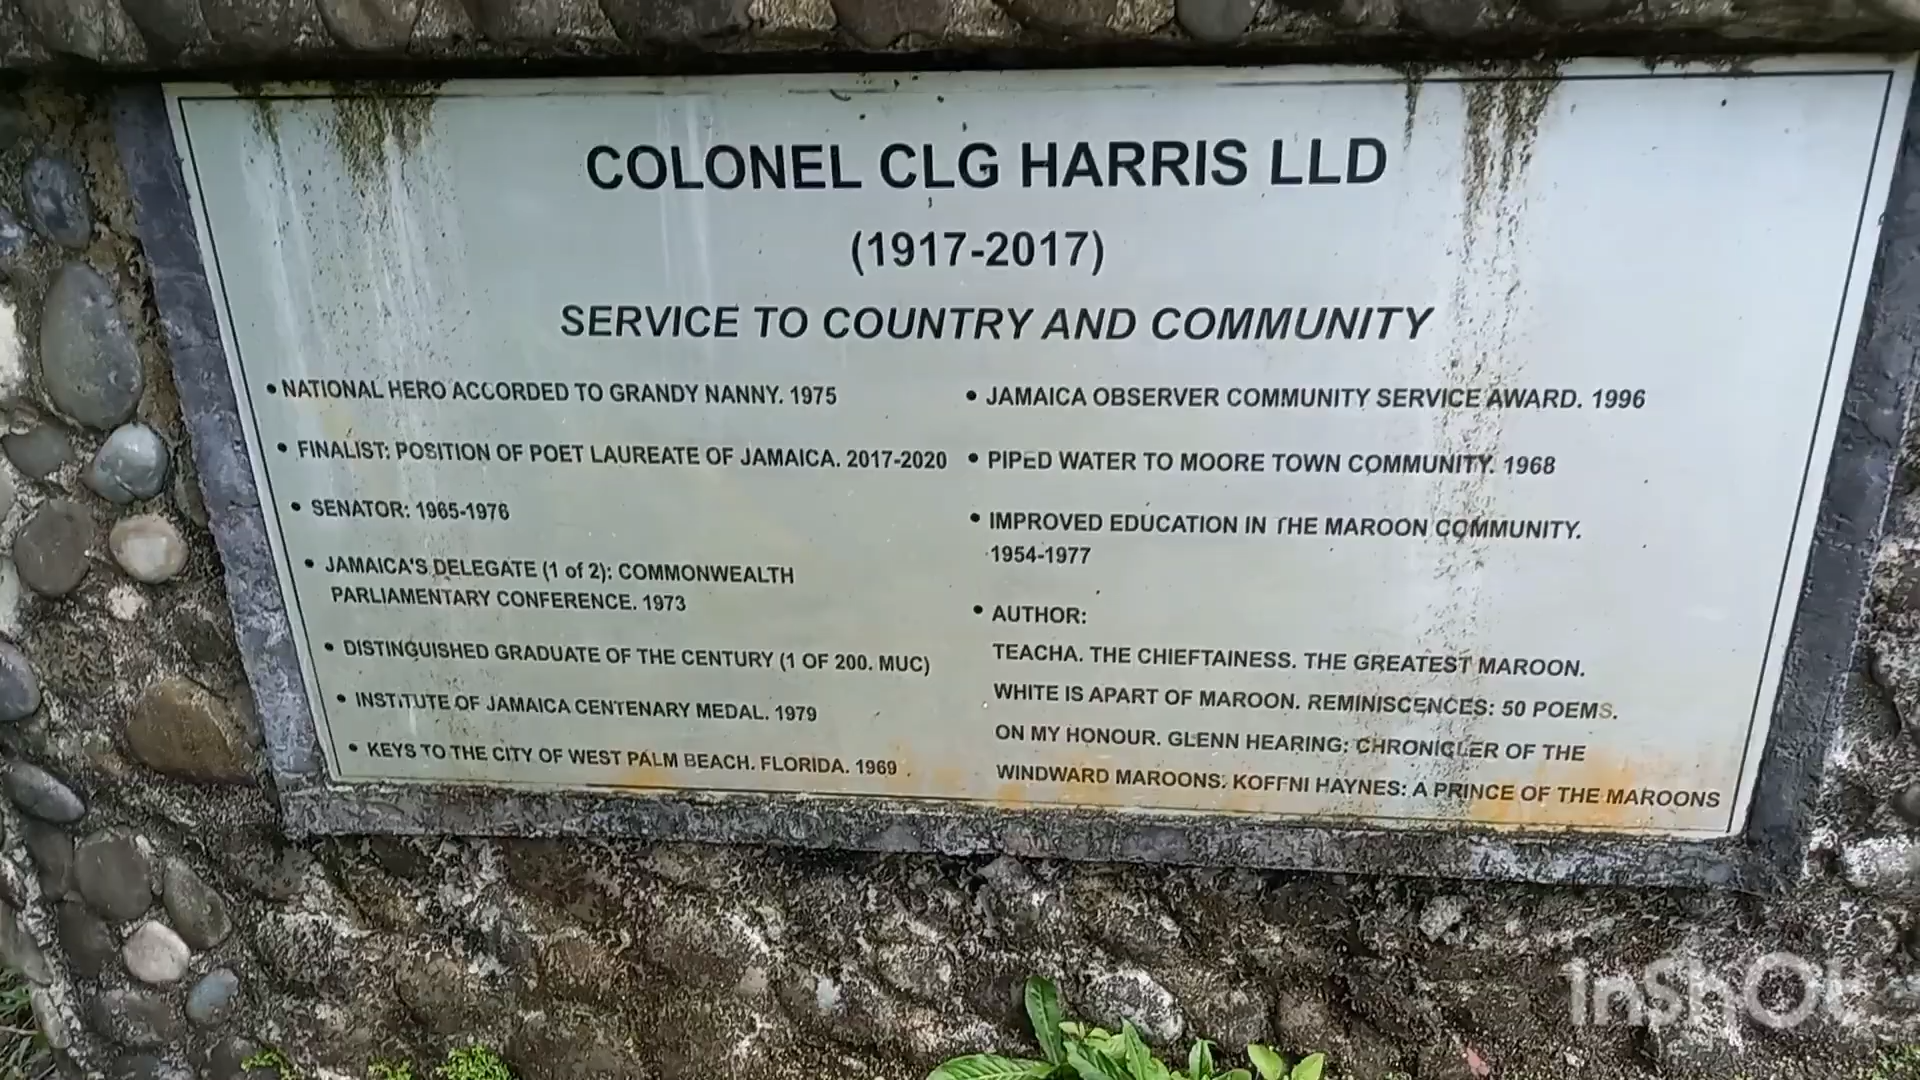 COLONEL CLG HARRIS LLD
(1917-2017)
SERVICE TO COUNTRY AND COMMUNITY
• NATIONAL HERO ACCORDED TO GRANDY NANNY. 1975
• FINALIST: POSITION OF POET LAUREATE OF JAMAICA. 2017-2020
• SENATOR: 1965-1976
• JAMAICA'S DELEGATE (1 of 2): COMMONWEALTH
PARLIAMENTARY CONFERENCE. 1973
• DISTINGUISHED GRADUATE OF THE CENTURY (1 OF 200. MUC)
• INSTITUTE OF JAMAICA CENTENARY MEDAL. 1979
• KEYS TO THE CITY OF WEST PALM BEACH. FLORIDA. 1969
• JAMAICA OBSERVER COMMUNITY SERVICE AWARD. 1996
• PIPED WATER TO MOORE TOWN COMMUNITY. 1968
• IMPROVED EDUCATION IN THE MAROON COMMUNITY.
1954-1977
• AUTHOR:
TEACHA. THE CHIEFTAINESS. THE GREATEST MAROON.
WHITE IS APART OF MAROON. REMINISCENCES: 50 POEMS.
ON MY HONOUR. GLENN HEARING: CHRONICLER OF THE
WINDWARD MAROONS. KOFFNI HAYNES: A PRINCE OF THE MAROONS
InShOt